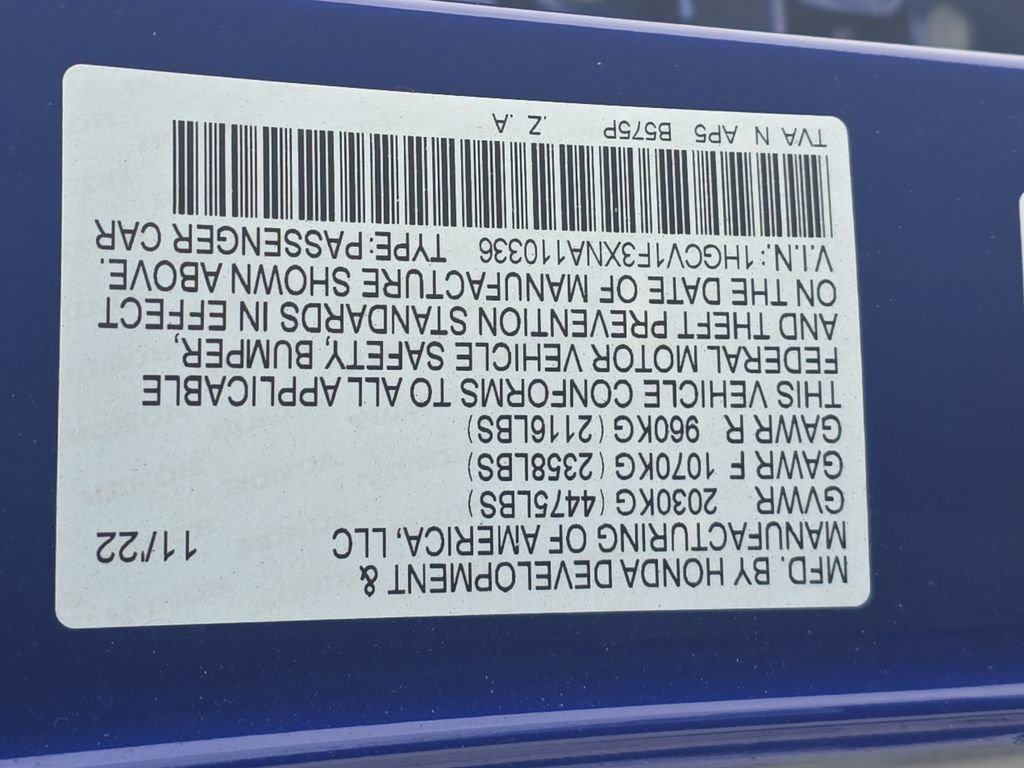 MFD. BY HONDA DEVELOPMENT &
MANUFACTURING OF AMERICA, LLC 11/22
GVWR 2030KG (4475LBS)
GAWR F 1070KG (2358LBS)
GAWR R 960KG (2116LBS)
THIS VEHICLE CONFORMS TO ALL APPLICABLE
FEDERAL MOTOR VEHICLE SAFETY, BUMPER,
AND THEFT PREVENTION STANDARDS IN EFFECT
ON THE DATE OF MANUFACTURE SHOWN ABOVE.
V.I.N.: 1HGCV1F3XNA110336 TYPE: PASSENGER CAR
TVA N AP5 B575P .Z .A